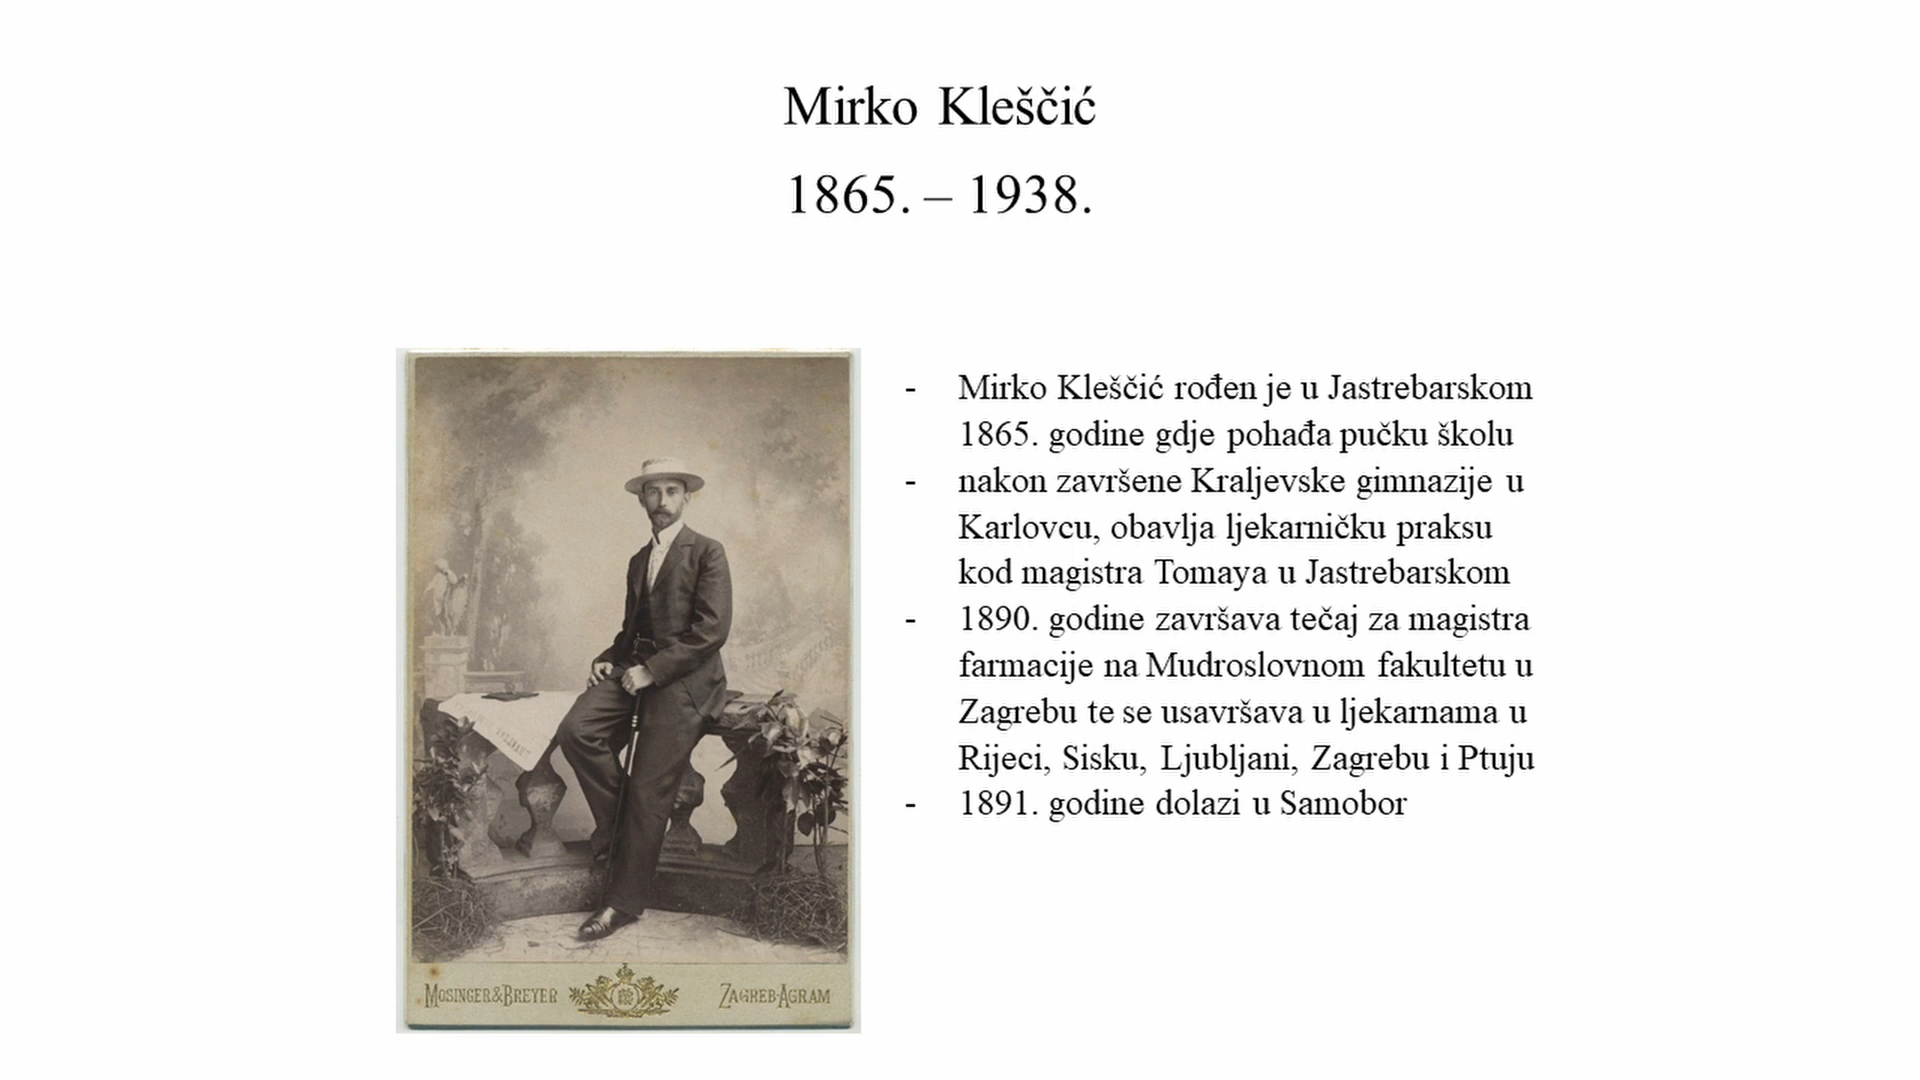 Mirko Kleščić
1865. – 1938.
- Mirko Kleščić rođen je u Jastrebarskom
1865. godine gdje pohađa pučku školu
- nakon završene Kraljevske gimnazije u
Karlovcu, obavlja ljekarničku praksu
kod magistra Tomaya u Jastrebarskom
- 1890. godine završava tečaj za magistra
farmacije na Mudroslovnom fakultetu u
Zagrebu te se usavršava u ljekarnama u
Rijeci, Sisku, Ljubljani, Zagrebu i Ptuju
- 1891. godine dolazi u Samobor
MOSINGER&BREYER ZAGREB-AGRAM